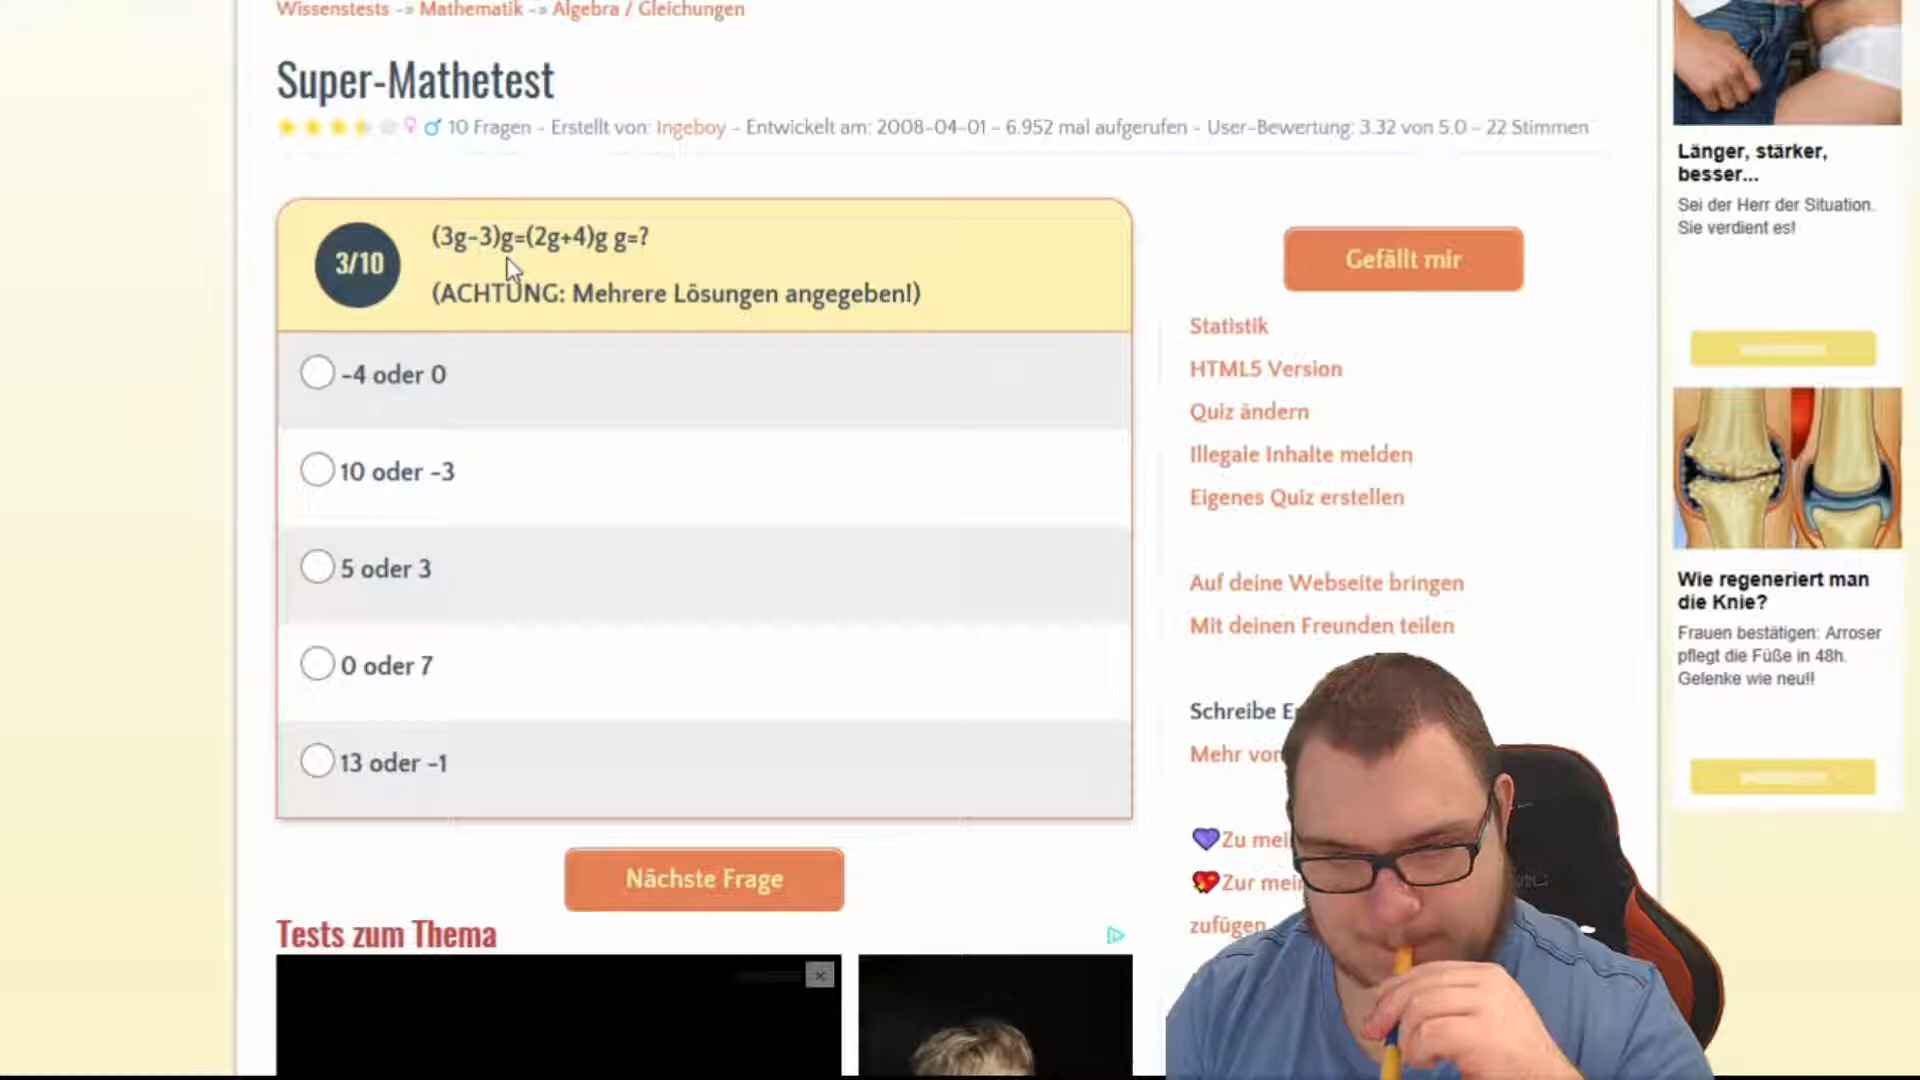 Wissenstests -» Mathematik -» Algebra / Gleichungen
Super-Mathetest
10 Fragen - Erstellt von: Ingeboy - Entwickelt am: 2008-04-01 - 6.952 mal aufgerufen - User-Bewertung: 3.32 von 5.0 - 22 Stimmen
3/10
(3g-3)g=(2g+4)g g=?
(ACHTUNG: Mehrere Lösungen angegeben!)
-4 oder 0
10 oder -3
5 oder 3
0 oder 7
13 oder -1
Nächste Frage
Tests zum Thema
Gefällt mir
Statistik
HTML5 Version
Quiz ändern
Illegale Inhalte melden
Eigenes Quiz erstellen
Auf deine Webseite bringen
Mit deinen Freunden teilen
Schreibe
Mehr von
Zu
Zur
zufügen
Länger, stärker,
besser...
Sei der Herr der Situation.
Sie verdient es!
Wie regeneriert man
die Knie?
Frauen bestätigen: Arroser
pflegt die Füße in 48h.
Gelenke wie neu!!